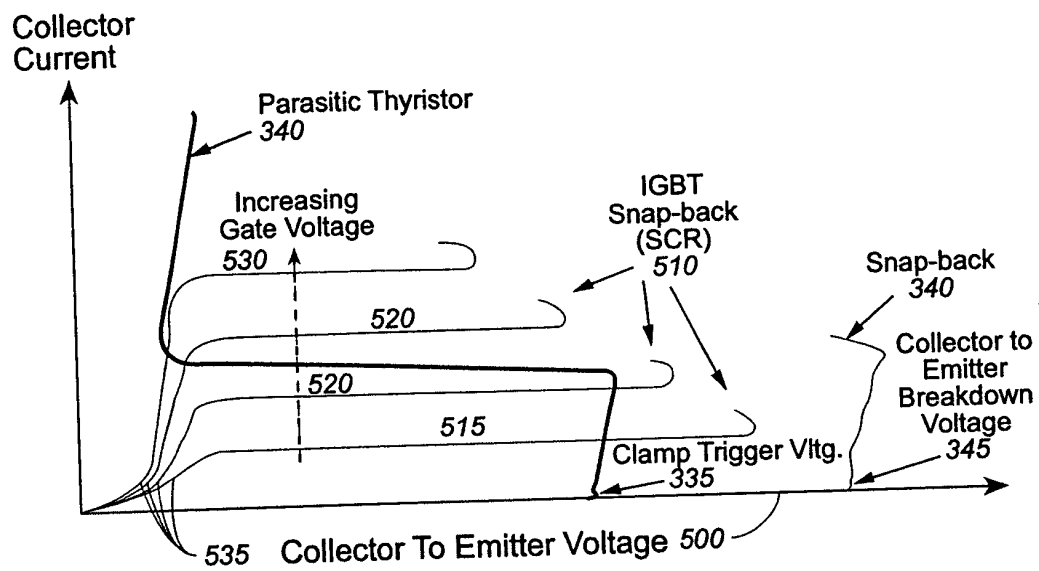 Collector
Current
Parasitic Thyristor
340
Increasing
Gate Voltage
530
520
520
515
IGBT
Snap-back
(SCR)
510
Snap-back
340
Collector to
Emitter
Breakdown
Voltage
345
Clamp Trigger Vltg.
335
535
Collector To Emitter Voltage 500